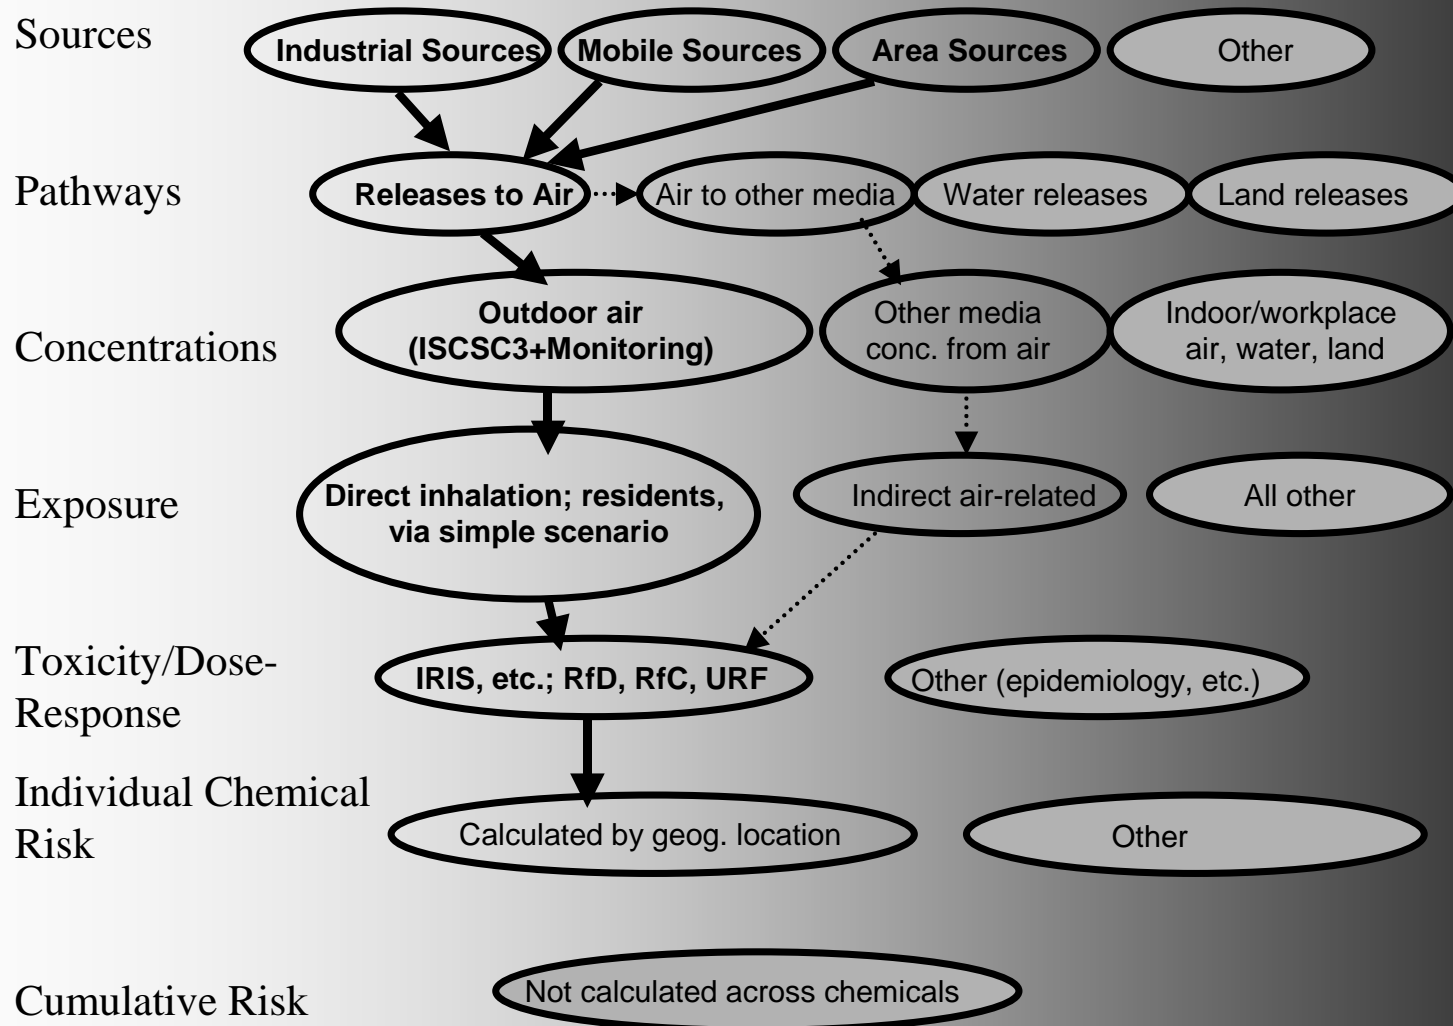 Sources
Industrial Sources
Mobile Sources
Area Sources
Other
Pathways
Releases to Air
Air to other media
Water releases
Land releases
Concentrations
Outdoor air
(ISCSC3+Monitoring)
Other media
conc. from air
Indoor/workplace
air, water, land
Exposure
Direct inhalation; residents,
via simple scenario
Indirect air-related
All other
Toxicity/Dose-
Response
IRIS, etc.; RfD, RfC, URF
Other (epidemiology, etc.)
Individual Chemical
Risk
Calculated by geog. location
Other
Cumulative Risk
Not calculated across chemicals